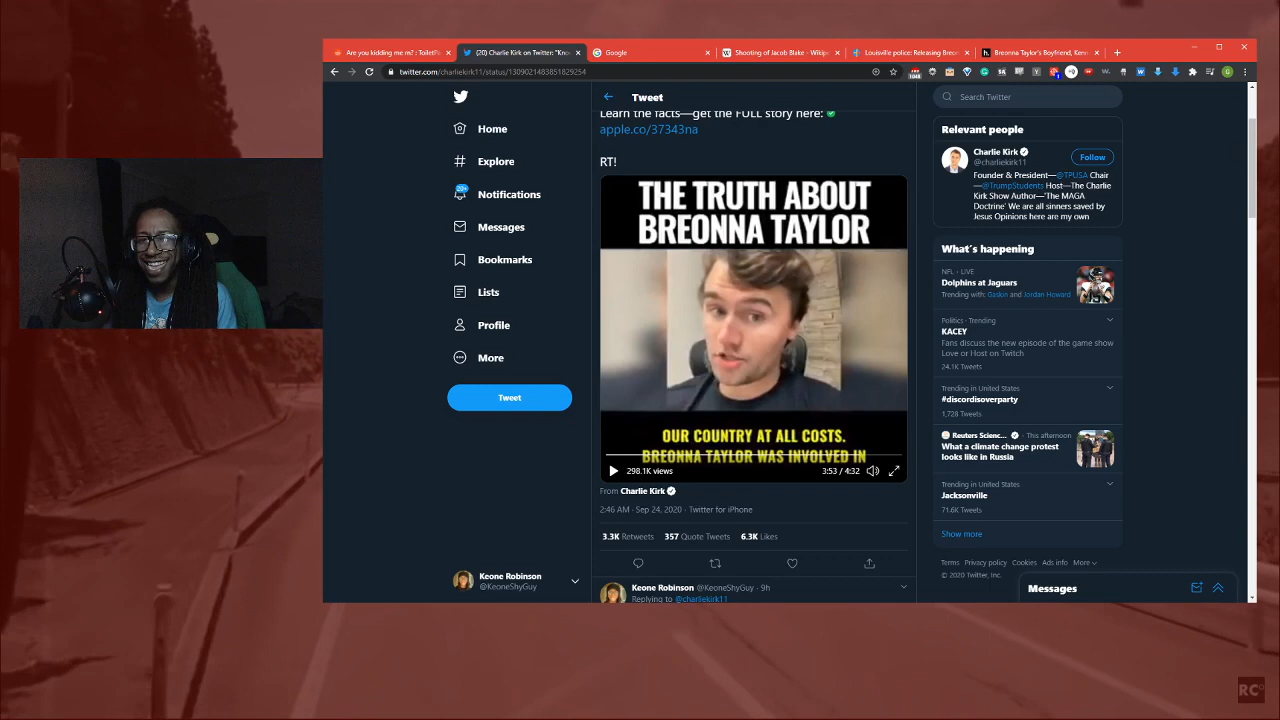 Are you kidding me rn? : ToiletPa
(20) Charlie Kirk on Twitter: "Kno
Google
Shooting of Jacob Blake - Wikip
Louisville police: Releasing Breon
Breonna Taylor's Boyfriend, Kenn
twitter.com/charliekirk11/status/1309021483851829254
1048
Home
Explore
20+
Notifications
Messages
Bookmarks
Lists
Profile
More
Tweet
Keone Robinson
@KeoneShyGuy
Tweet
Learn the facts—get the FULL story here:
apple.co/37343na
RT!
THE TRUTH ABOUT
BREONNA TAYLOR
OUR COUNTRY AT ALL COSTS.
BREONNA TAYLOR WAS INVOLVED IN
298.1K views
3:53 / 4:32
From Charlie Kirk
2:46 AM · Sep 24, 2020 · Twitter for iPhone
3.3K Retweets 357 Quote Tweets 6.3K Likes
Keone Robinson @KeoneShyGuy · 9h
Replying to @charliekirk11
Search Twitter
Relevant people
Charlie Kirk
@charliekirk11
Follow
Founder & President—@TPUSA Chair
—@TrumpStudents Host—The Charlie
Kirk Show Author—'The MAGA
Doctrine' We are all sinners saved by
Jesus Opinions here are my own
What's happening
NFL · LIVE
Dolphins at Jaguars
Trending with: Gaskin and Jordan Howard
Politics · Trending
KACEY
Fans discuss the new episode of the game show
Love or Host on Twitch
24.1K Tweets
Trending in United States
#discordisoverparty
1,728 Tweets
Reuters Scienc... · This afternoon
What a climate change protest
looks like in Russia
Trending in United States
Jacksonville
71.6K Tweets
Show more
Terms Privacy policy Cookies Ads info More
© 2020 Twitter, Inc.
Messages
RC